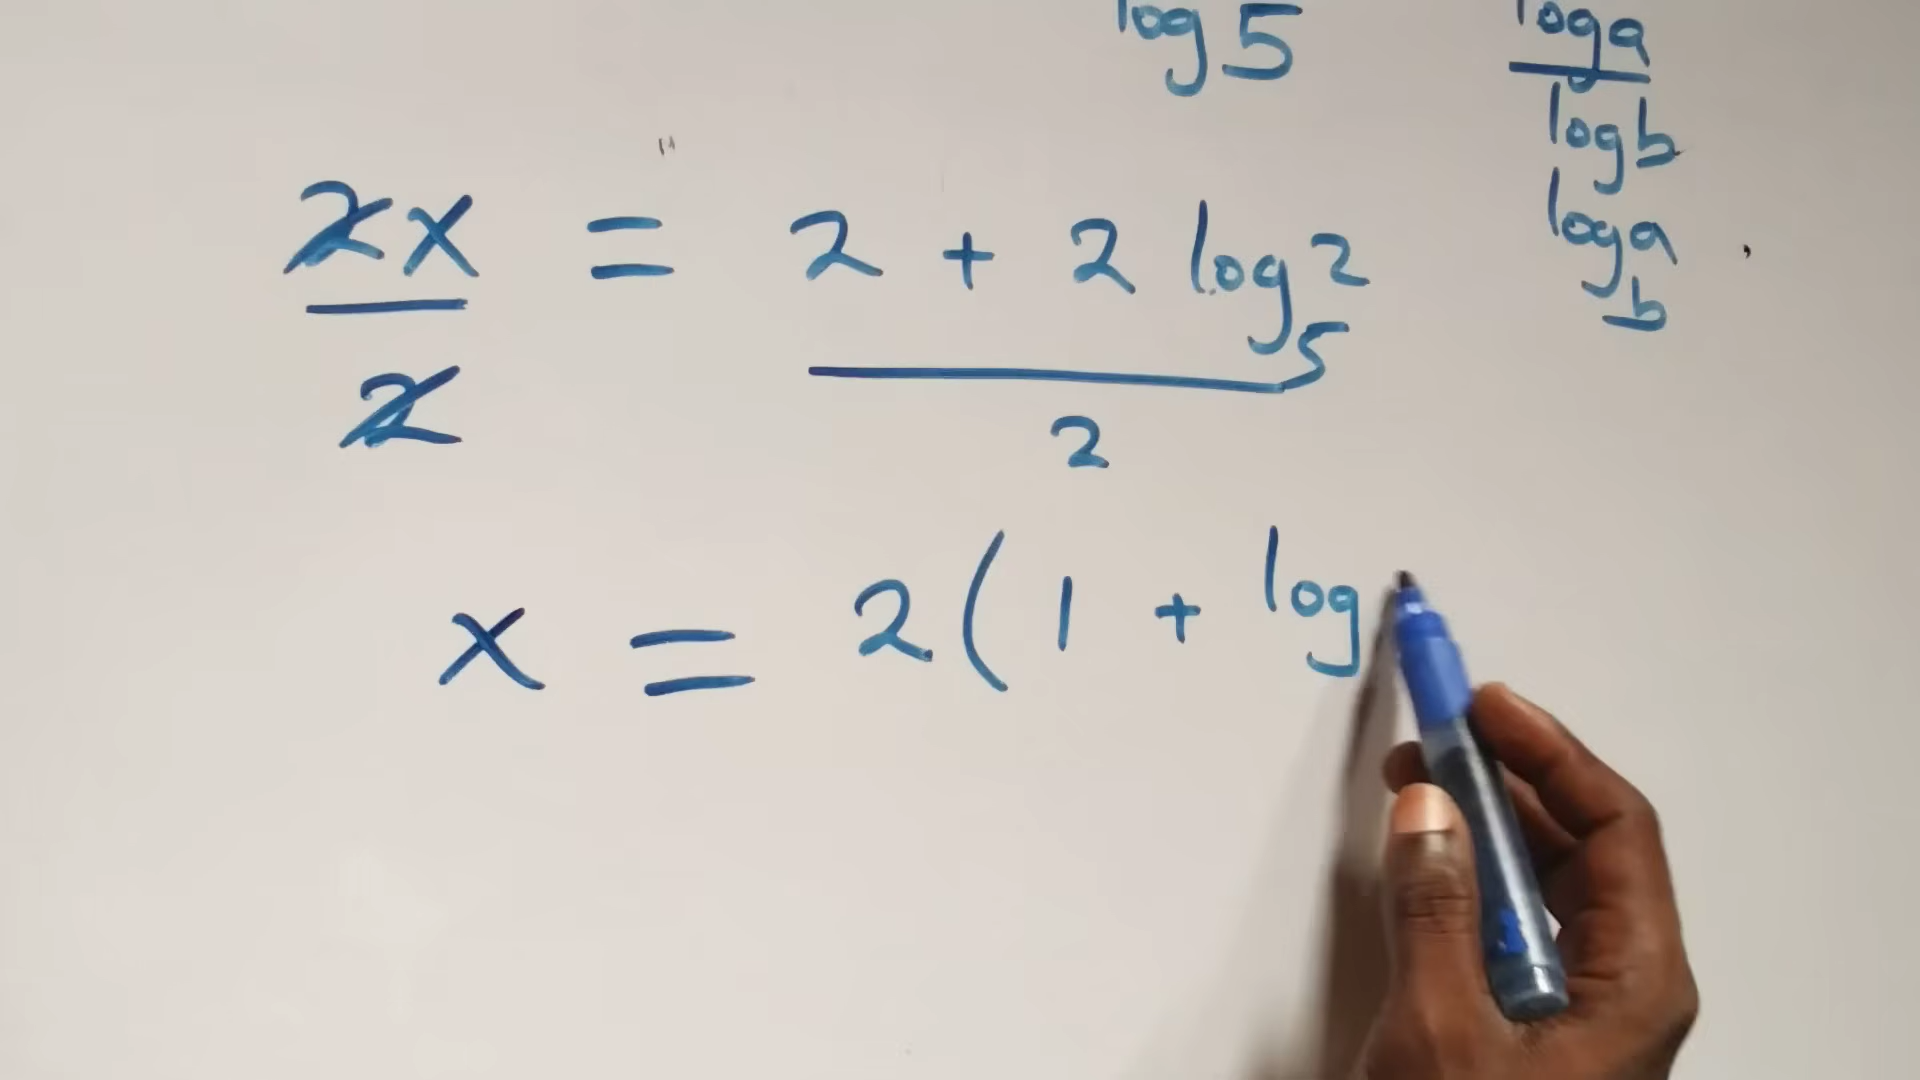 log 5
log a
log b
log a
b
2x = 2 + 2 log 2
5
2 2
x = 2 ( 1 + log